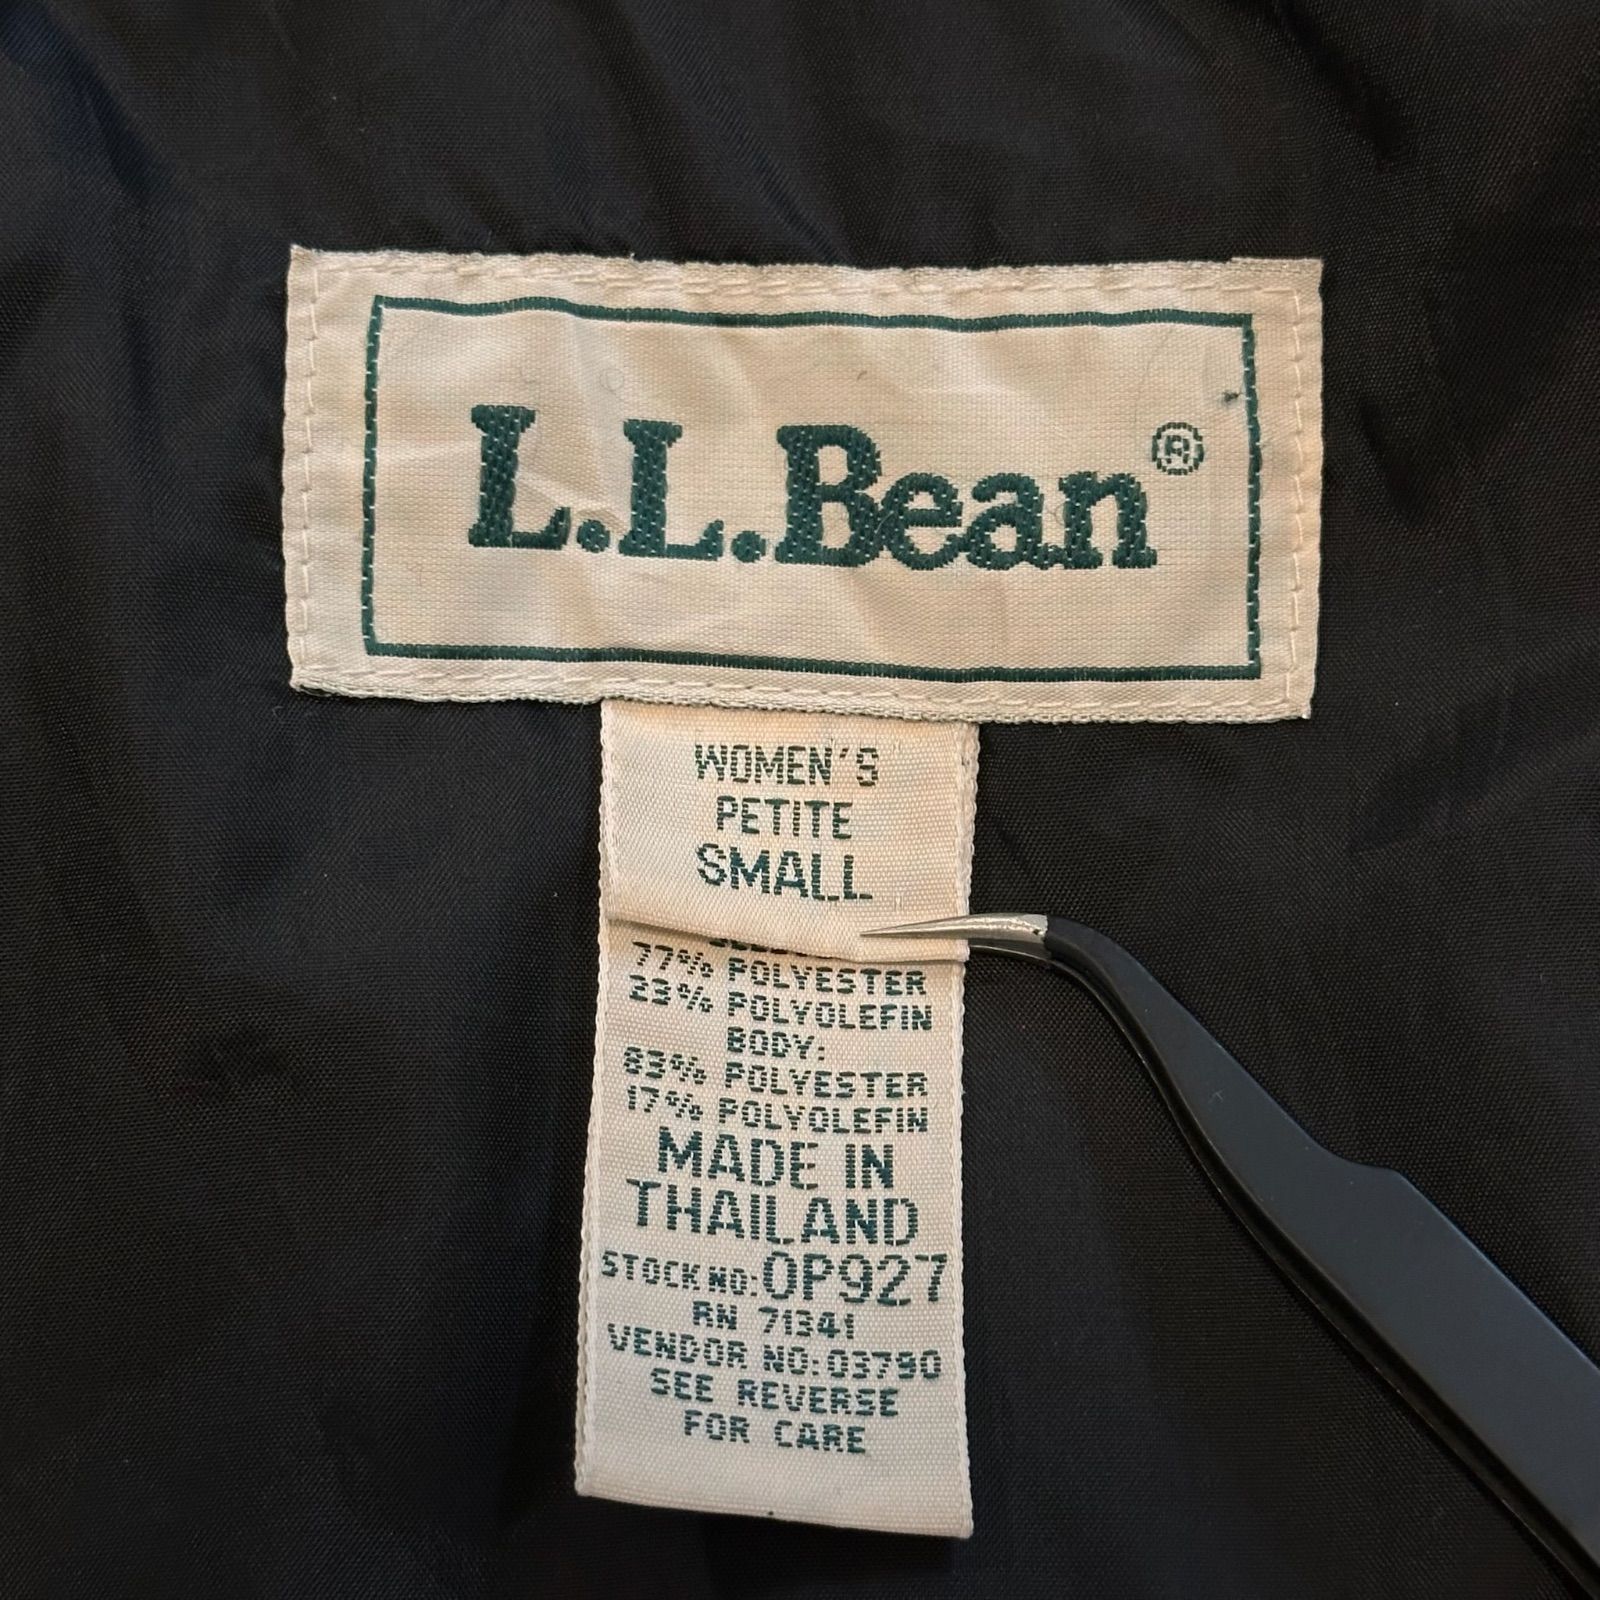 L.L.Bean®
WOMEN'S
PETITE
SMALL
77% POLYESTER
23% POLYOLEFIN
BODY:
83% POLYESTER
17% POLYOLEFIN
MADE IN
THAILAND
STOCK NO: 0P927
RN 71341
VENDOR NO: 03790
SEE REVERSE
FOR CARE